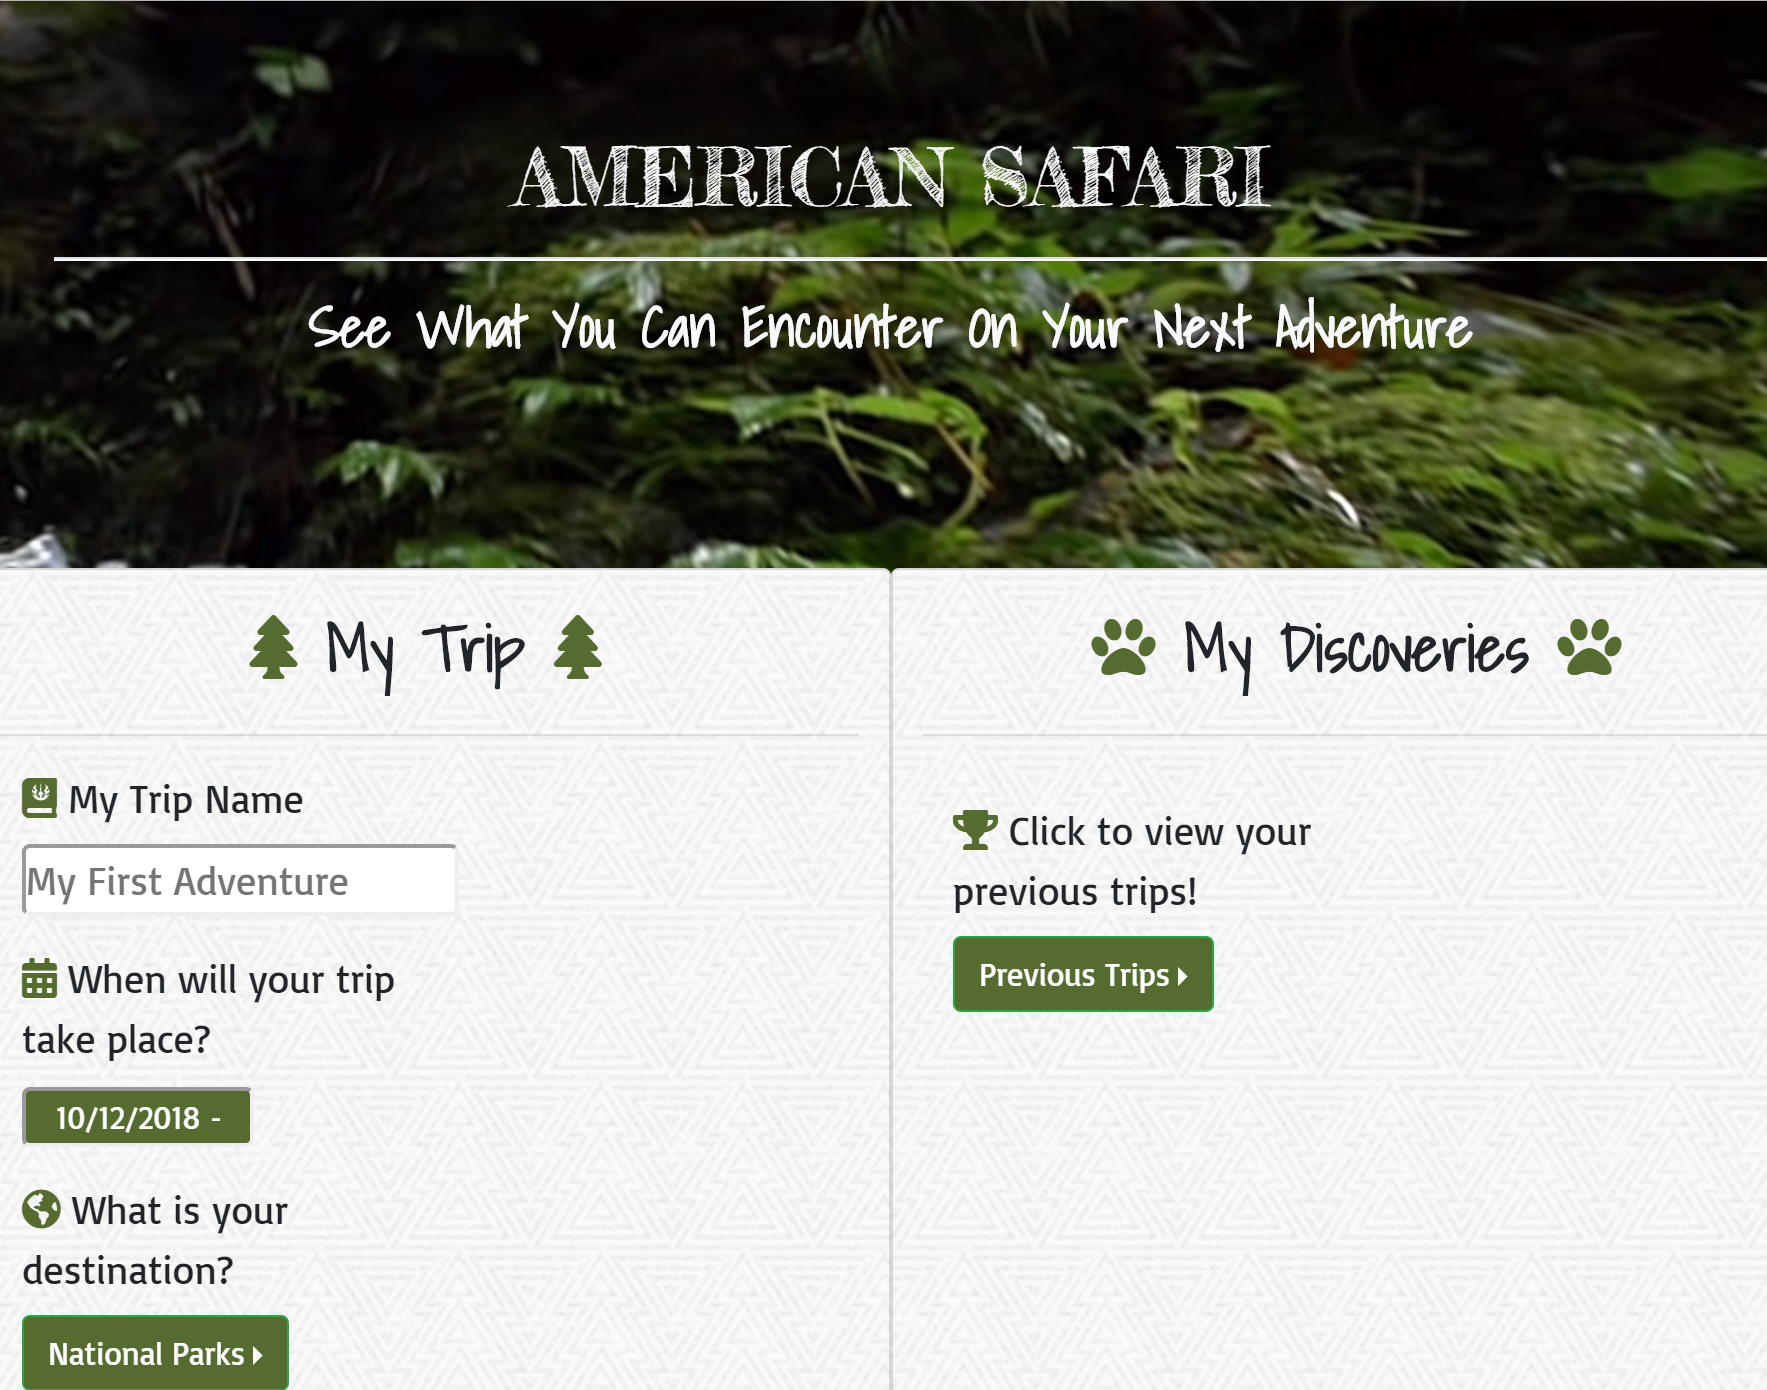 AMERICAN SAFARI
See What You Can Encounter On Your Next Adventure
My Trip
My Trip Name
My First Adventure
When will your trip
take place?
10/12/2018 -
What is your
destination?
National Parks
My Discoveries
Click to view your
previous trips!
Previous Trips